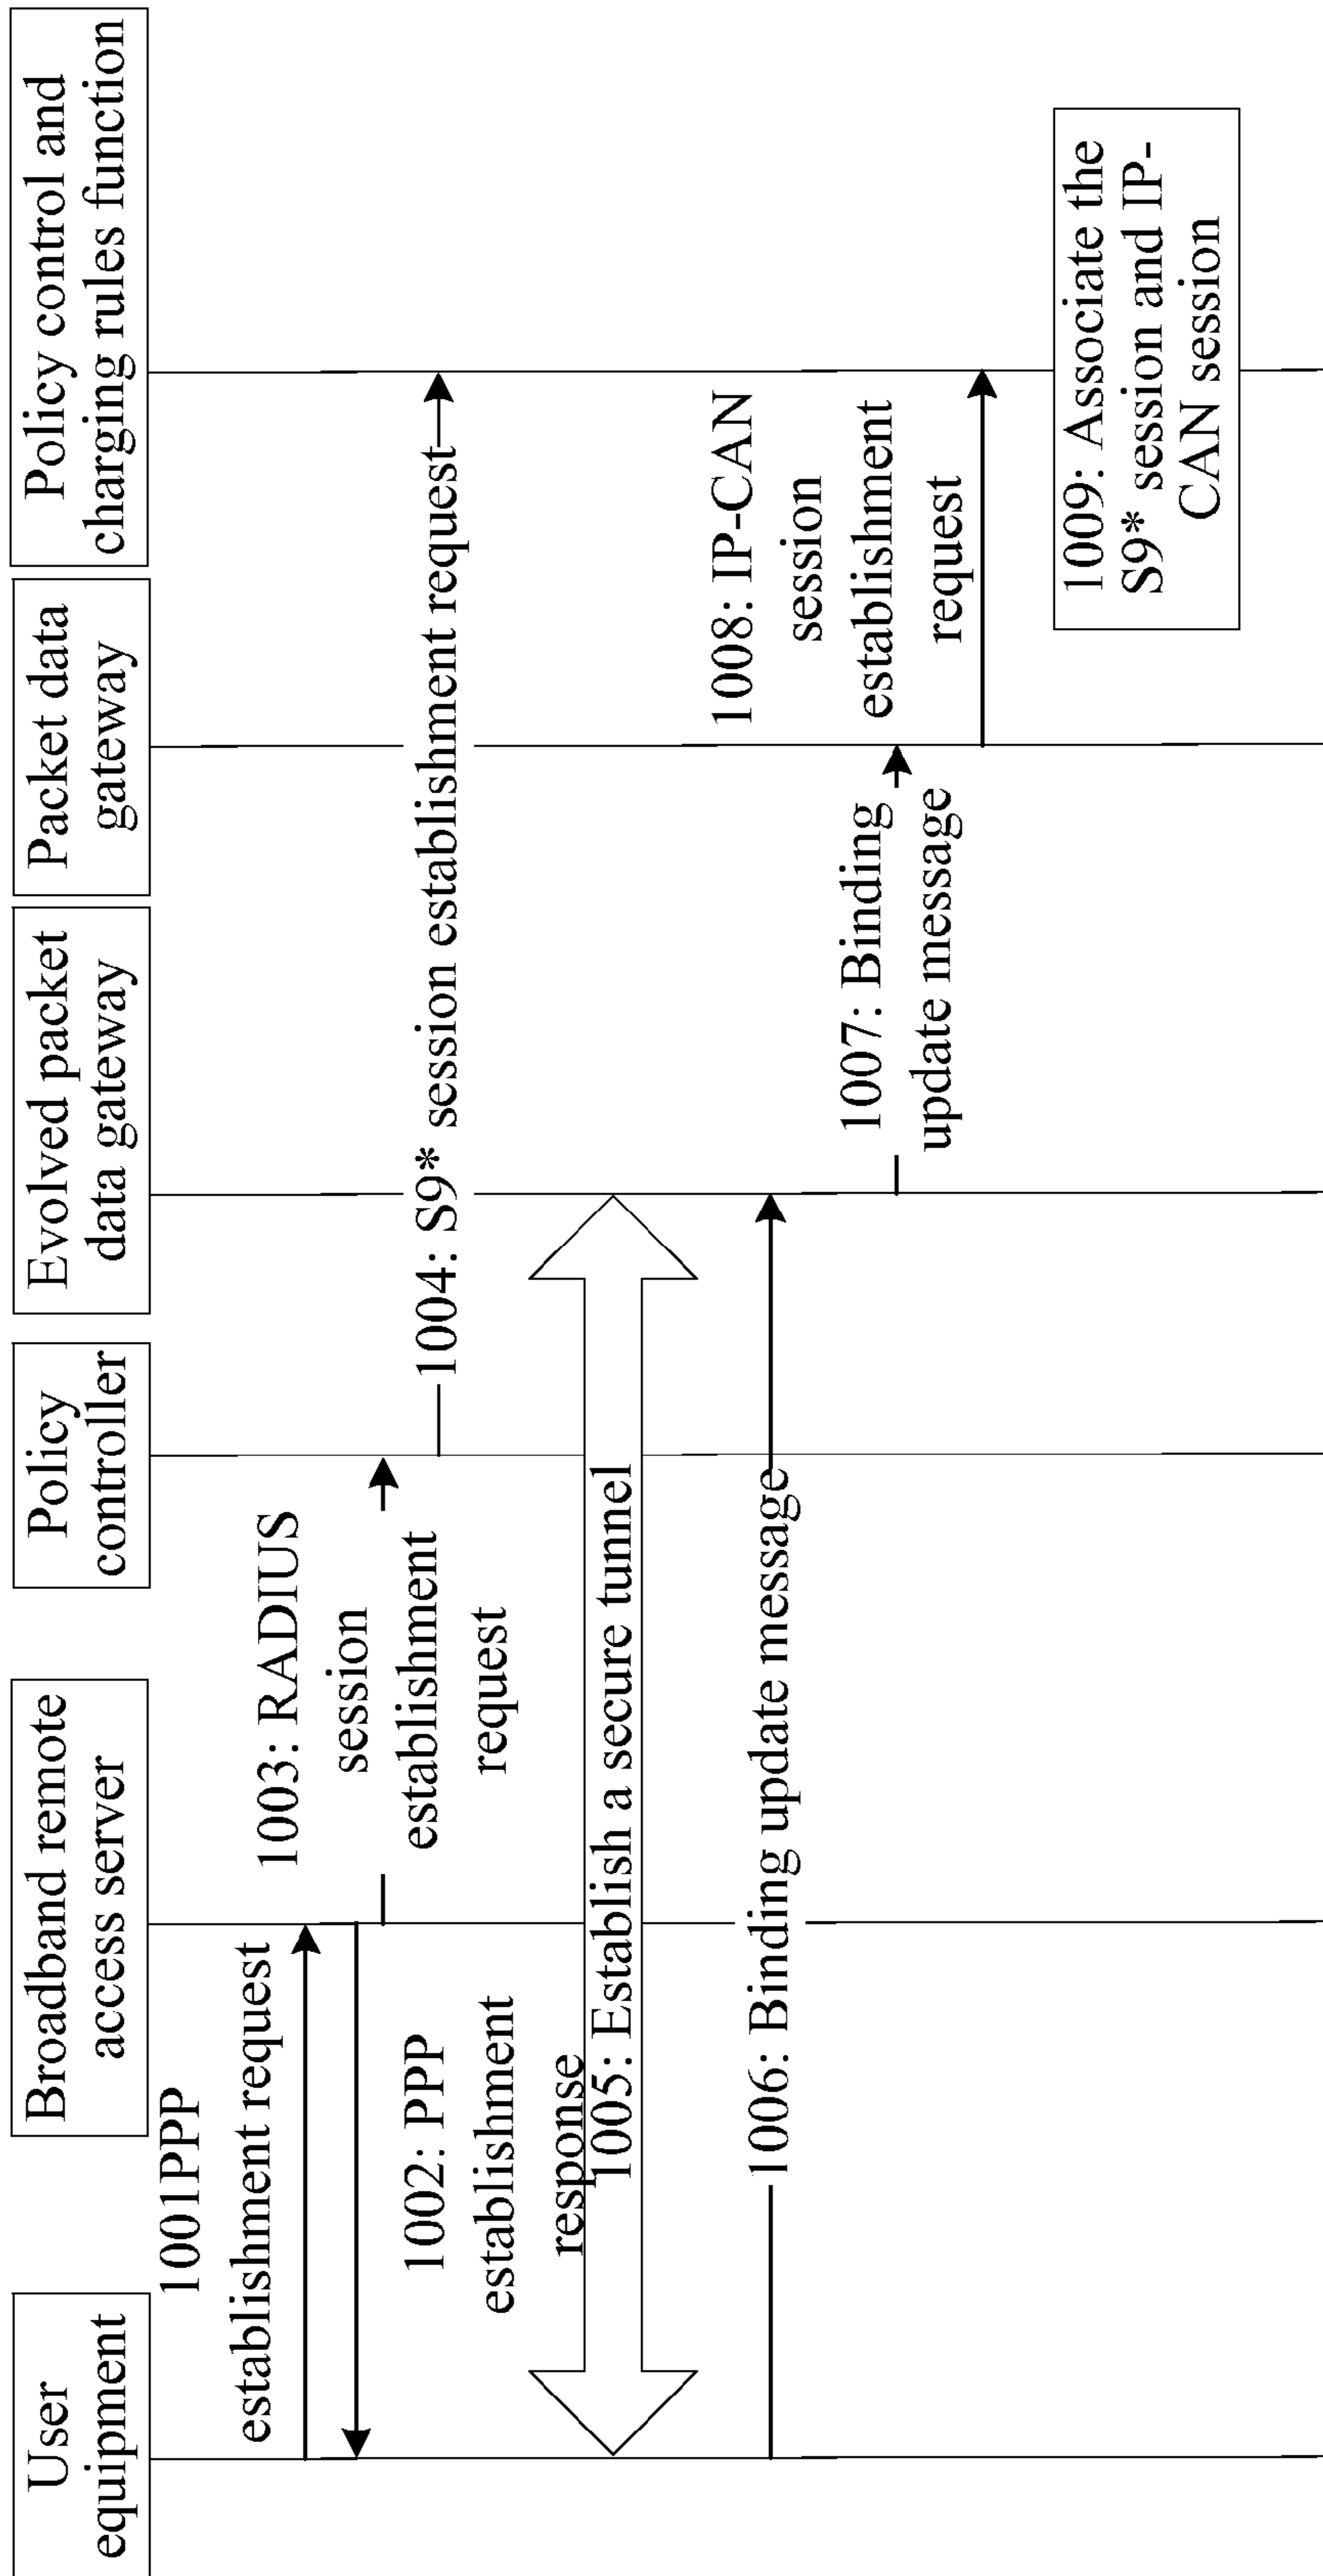 User
equipment
Broadband remote
access server
Policy
controller
Evolved packet
data gateway
Packet data
gateway
Policy control and
charging rules function
1001PPP
establishment request
1002: PPP
establishment
response
1003: RADIUS
session
establishment
request
1004: S9* session establishment request
1005: Establish a secure tunnel
1006: Binding update message
1007: Binding
update message
1008: IP-CAN
session
establishment
request
1009: Associate the
S9* session and IP-
CAN session